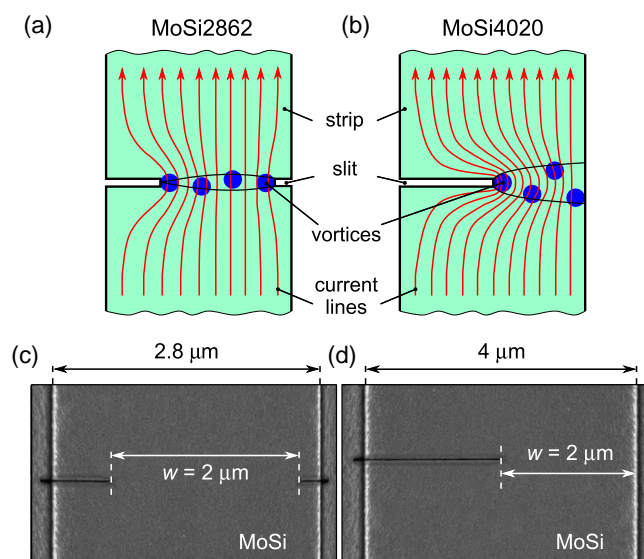 (a) MoSi2862
(b) MoSi4020
strip
slit
vortices
current
lines
(c) 2.8 μm
(d) 4 μm
w = 2 μm
w = 2 μm
MoSi
MoSi